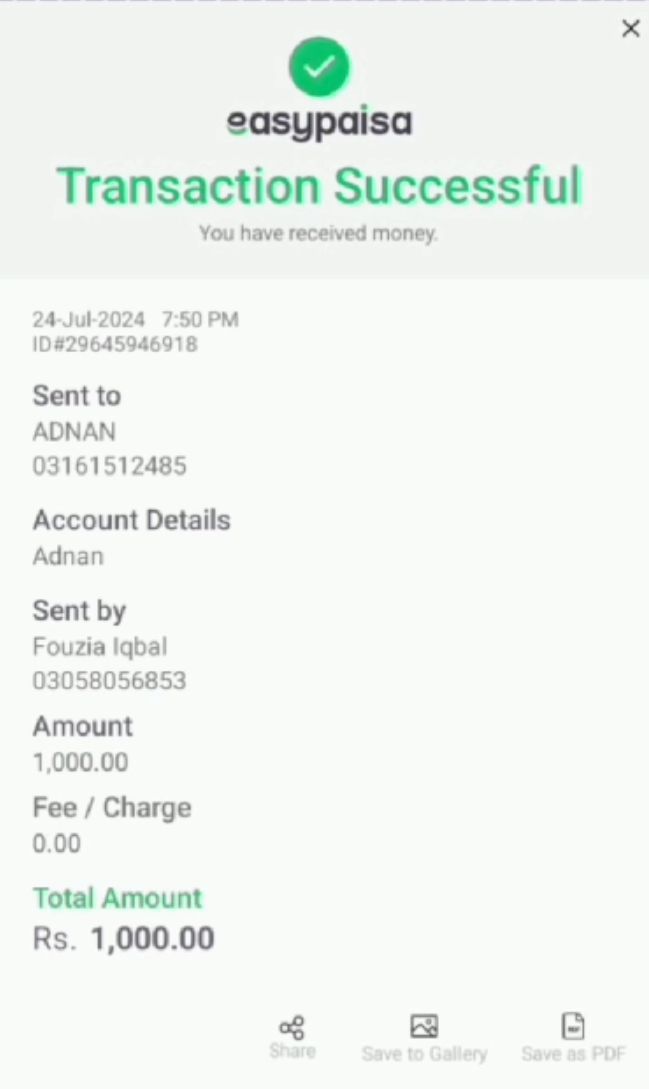 easypaisa
Transaction Successful
You have received money.
24-Jul-2024 7:50 PM
ID#29645946918
Sent to
ADNAN
03161512485
Account Details
Adnan
Sent by
Fouzia Iqbal
03058056853
Amount
1,000.00
Fee / Charge
0.00
Total Amount
Rs. 1,000.00
Share
Save to Gallery
Save as PDF